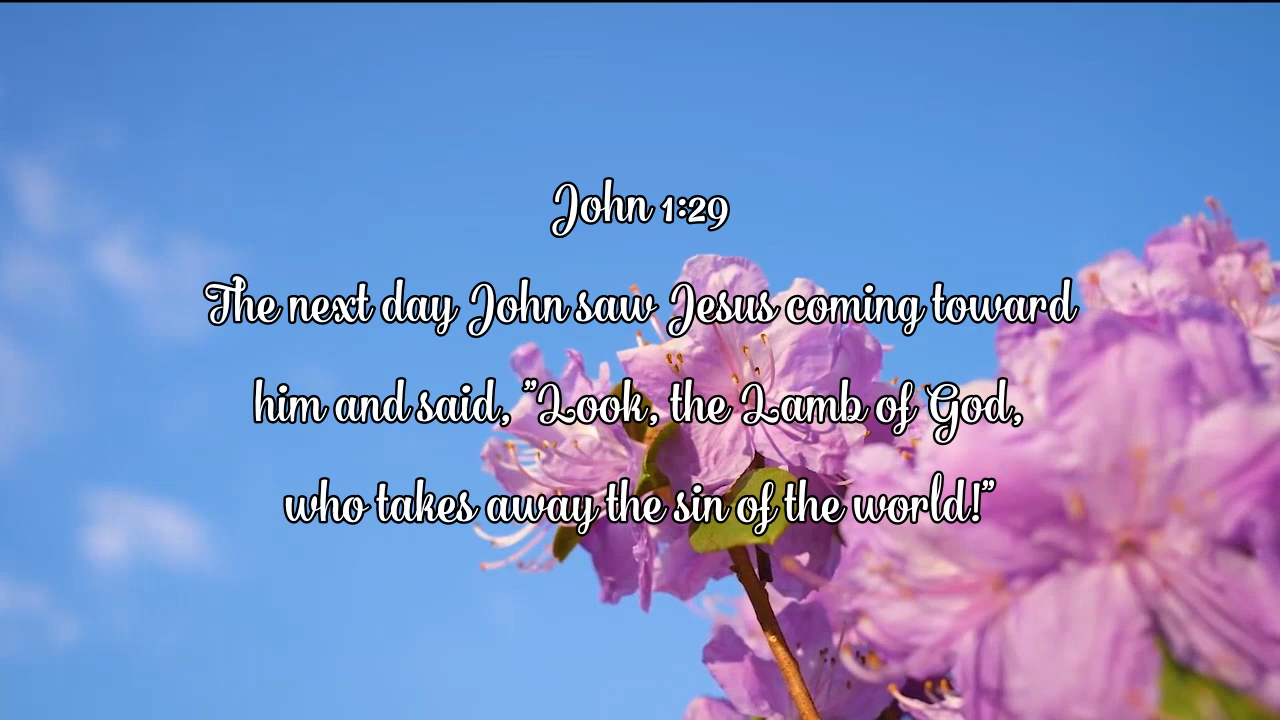 John 1:29
The next day John saw Jesus coming toward
him and said, "Look, the Lamb of God,
who takes away the sin of the world!"